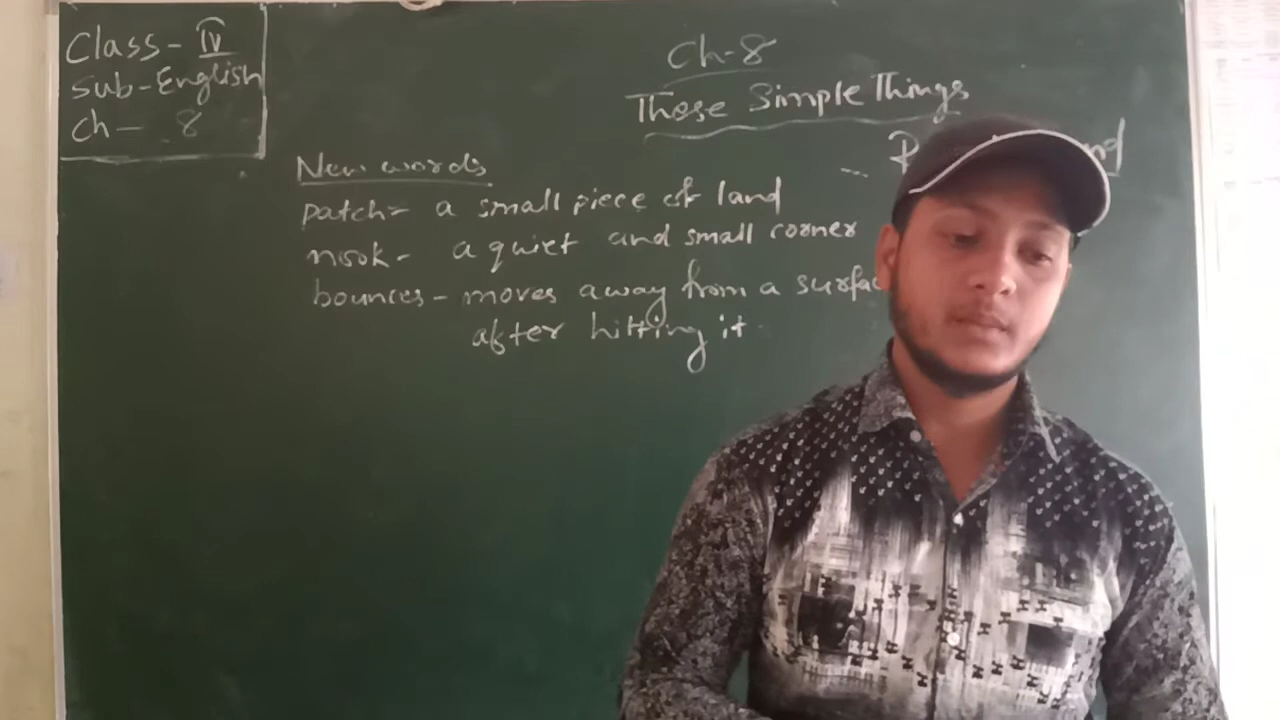 Class - IV
Sub - English
Ch - 8
Ch-8
These Simple Things
New words
patch = a small piece of land
nook - a quiet and small corner
bounces - moves away from a
after hitting it